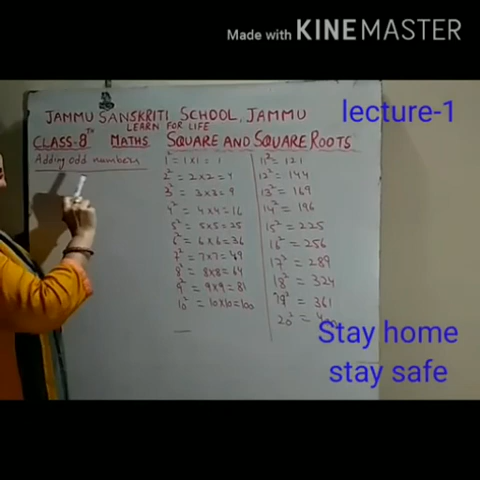 Made with KINEMASTER
JAMMU SANSKRITI SCHOOL, JAMMU
LEARN FOR LIFE
lecture-1
CLASS-8TH MATHS SQUARE AND SQUARE ROOTS
Adding odd numbers
1² = 1×1 = 1
2² = 2×2 = 4
3² = 3×3 = 9
4² = 4×4 = 16
5² = 5×5 = 25
6² = 6×6 = 36
7² = 7×7 = 49
8² = 8×8 = 64
9² = 9×9 = 81
10² = 10×10 = 100
11² = 121
12² = 144
13² = 169
14² = 196
15² = 225
16² = 256
17² = 289
18² = 324
19² = 361
20² = 400
Stay home
stay safe